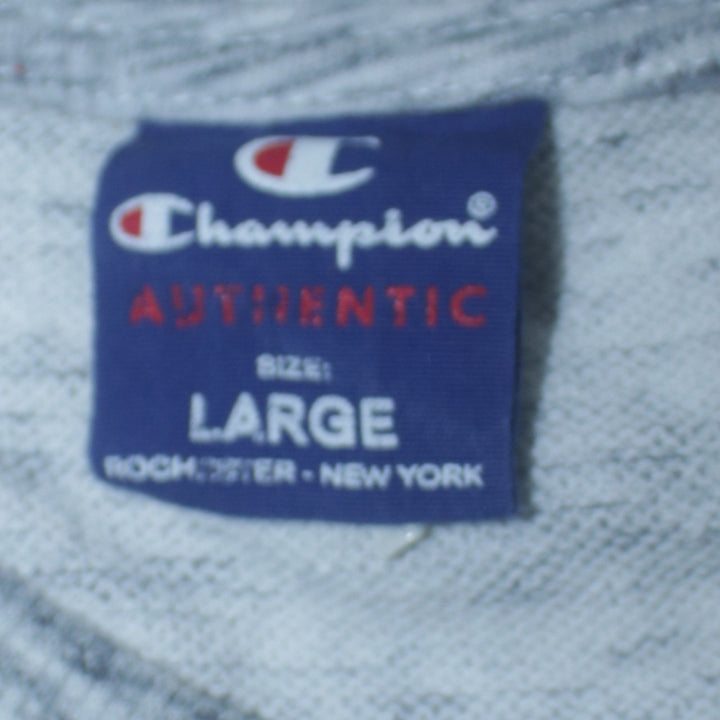 Champion®
AUTHENTIC
SIZE:
LARGE
ROCHESTER - NEW YORK